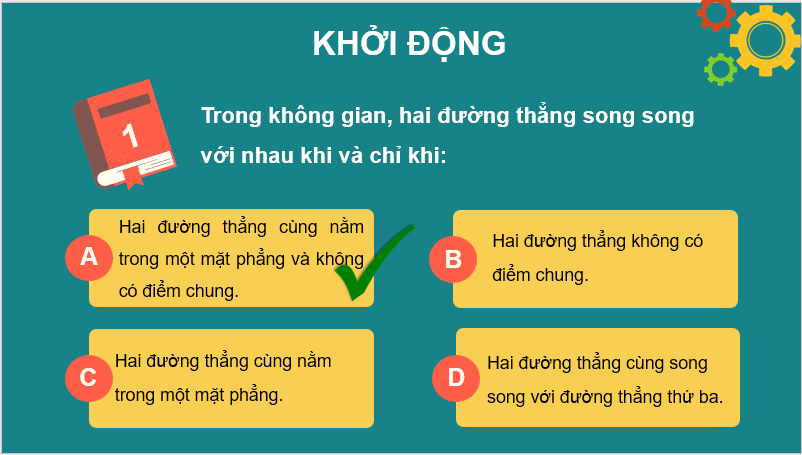 KHỞI ĐỘNG
1
Trong không gian, hai đường thẳng song song
với nhau khi và chỉ khi:
A
Hai đường thẳng cùng nằm
trong một mặt phẳng và không
có điểm chung.
B
Hai đường thẳng không có
điểm chung.
C
Hai đường thẳng cùng nằm
trong một mặt phẳng.
D
Hai đường thẳng cùng song
song với đường thẳng thứ ba.